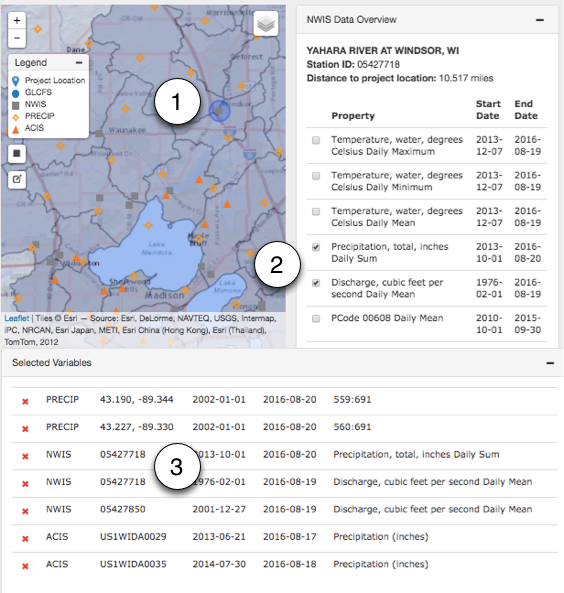 +
−
Legend −
Project Location
GLCFS
NWIS
PRECIP
ACIS
Dane
Morrisonville
Deforest
Windsor
Waunakee
Maple
Bluff
Lake
Mendota
Middleton
Shorewood
Hills
Madison
Lake
Monona
Monona
1
Leaflet | Tiles © Esri — Source: Esri, DeLorme, NAVTEQ, USGS, Intermap,
iPC, NRCAN, Esri Japan, METI, Esri China (Hong Kong), Esri (Thailand),
TomTom, 2012
NWIS Data Overview −
YAHARA RIVER AT WINDSOR, WI
Station ID: 05427718
Distance to project location: 10.517 miles
Property Start Date End Date
Temperature, water, degrees Celsius Daily Maximum 2013-12-07 2016-08-19
Temperature, water, degrees Celsius Daily Minimum 2013-12-07 2016-08-19
Temperature, water, degrees Celsius Daily Mean 2013-12-07 2016-08-19
Precipitation, total, inches Daily Sum 2013-10-01 2016-08-20
Discharge, cubic feet per second Daily Mean 1976-02-01 2016-08-19
PCode 00608 Daily Mean 2010-10-01 2015-09-30
2
Selected Variables −
PRECIP 43.190, -89.344 2002-01-01 2016-08-20 559:691
PRECIP 43.227, -89.330 2002-01-01 2016-08-20 560:691
NWIS 05427718 2013-10-01 2016-08-20 Precipitation, total, inches Daily Sum
NWIS 05427718 1976-02-01 2016-08-19 Discharge, cubic feet per second Daily Mean
NWIS 05427850 2001-12-27 2016-08-19 Discharge, cubic feet per second Daily Mean
ACIS US1WIDA0029 2013-06-21 2016-08-17 Precipitation (inches)
ACIS US1WIDA0035 2014-07-30 2016-08-18 Precipitation (inches)
3